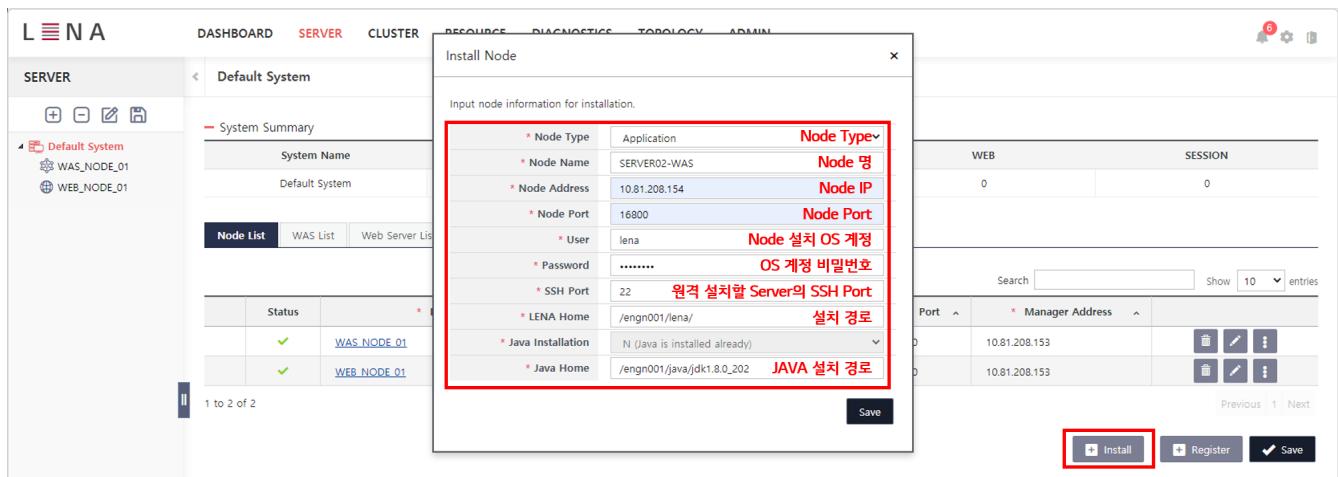 LENA
DASHBOARD SERVER CLUSTER RESOURCE DIAGNOSTICS TOPOLOGY ADMIN
6
SERVER
Default System
Default System
WAS_NODE_01
WEB_NODE_01
System Summary
System Name WEB SESSION
Default System 0 0
Node List WAS List Web Server Lis
Search Show 10 entries
Status Port * Manager Address
WAS_NODE_01 10.81.208.153
WEB_NODE_01 10.81.208.153
1 to 2 of 2 Previous 1 Next
Install Register Save
Install Node ×
Input node information for installation.
* Node Type Application Node Type
* Node Name SERVER02-WAS Node 명
* Node Address 10.81.208.154 Node IP
* Node Port 16800 Node Port
* User lena Node 설치 OS 계정
* Password •••••••• OS 계정 비밀번호
* SSH Port 22 원격 설치할 Server의 SSH Port
* LENA Home /engn001/lena/ 설치 경로
* Java Installation N (Java is installed already)
* Java Home /engn001/java/jdk1.8.0_202 JAVA 설치 경로
Save